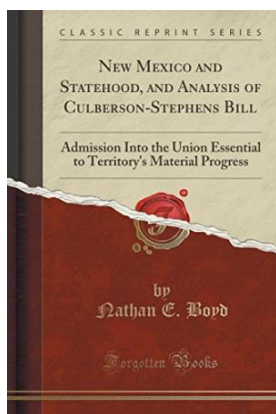 CLASSIC REPRINT SERIES
NEW MEXICO AND
STATEHOOD, AND ANALYSIS OF
CULBERSON-STEPHENS BILL
Admission Into the Union Essential
to Territory's Material Progress
by
Nathan E. Boyd
Forgotten Books